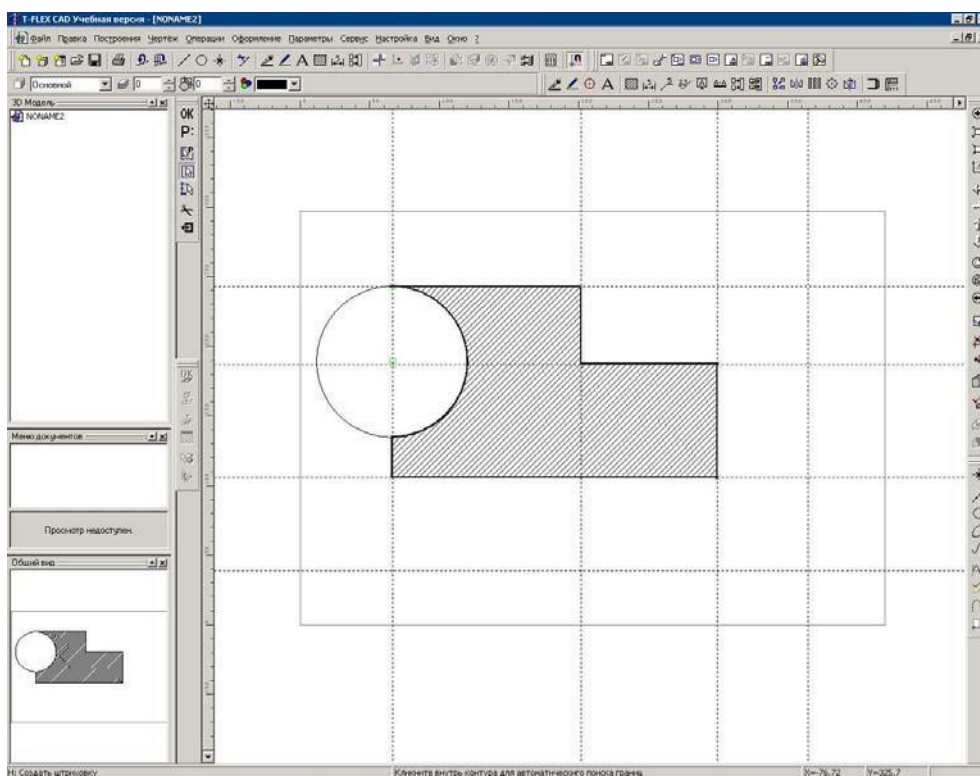 T-FLEX CAD Учебная версия - [NONAME2]
Файл Правка Построения Чертёж Операции Оформление Параметры Сервис Настройка Вид Окно ?
Основной 0 0
3D Модель
NONAME2
OK
P:
Меню документов
Просмотр недоступен.
Общий вид
H: Создать штриховку Кликните внутрь контура для автоматического поиска границ X=-76.72 Y=325.7